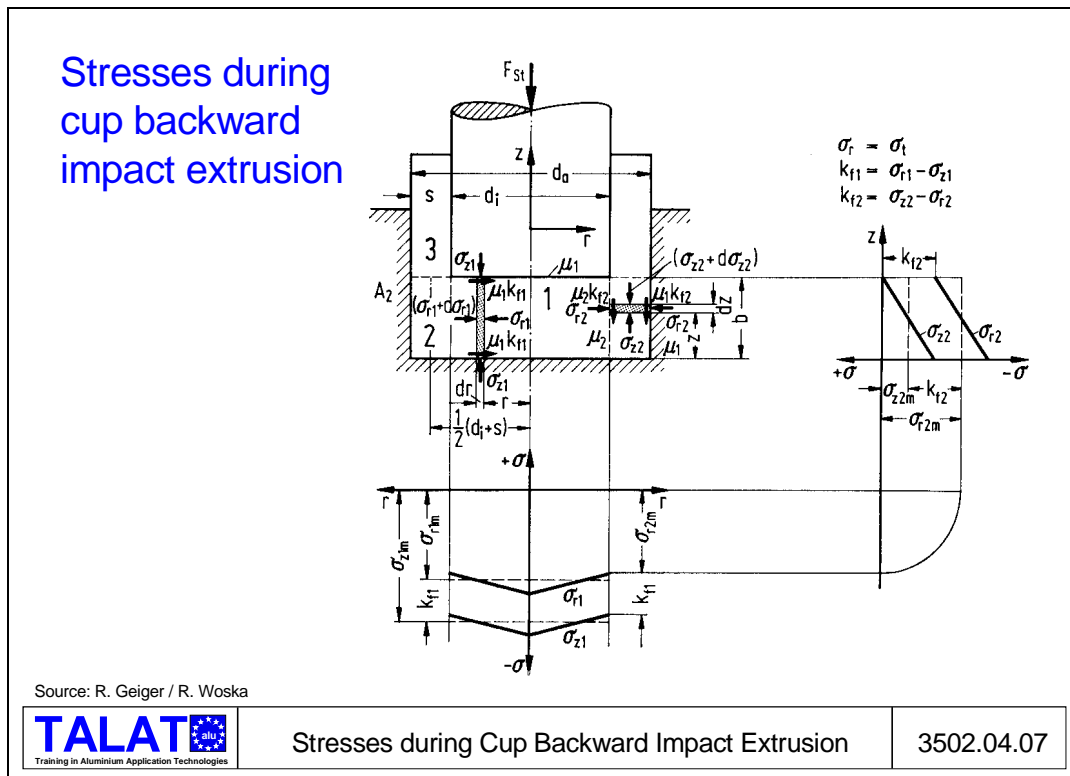 Stresses during
cup backward
impact extrusion
F_St
z
d_a
s
d_i
r
3
σ_z1
μ_1
(σ_z2+dσ_z2)
A_2
μ_1k_f1
1
μ_2k_f2
μ_1k_f2
(σ_r1+dσ_r1)
σ_r1
σ_r2
σ_r2
dz
b
2
μ_1k_f1
μ_2
σ_z2
z
μ_1
σ_z1
dr
r
1/2(d_i+s)
σ_r = σ_t
k_f1 = σ_r1-σ_z1
k_f2 = σ_z2-σ_r2
z
k_f2
σ_z2
σ_r2
+σ
-σ
σ_z2m
k_f2
σ_r2m
+σ
r
r
σ_z1m
σ_r1m
σ_r2m
k_f1
σ_r1
k_f1
σ_z1
-σ
Source: R. Geiger / R. Woska
TALAT
alu
Training in Aluminium Application Technologies
Stresses during Cup Backward Impact Extrusion
3502.04.07